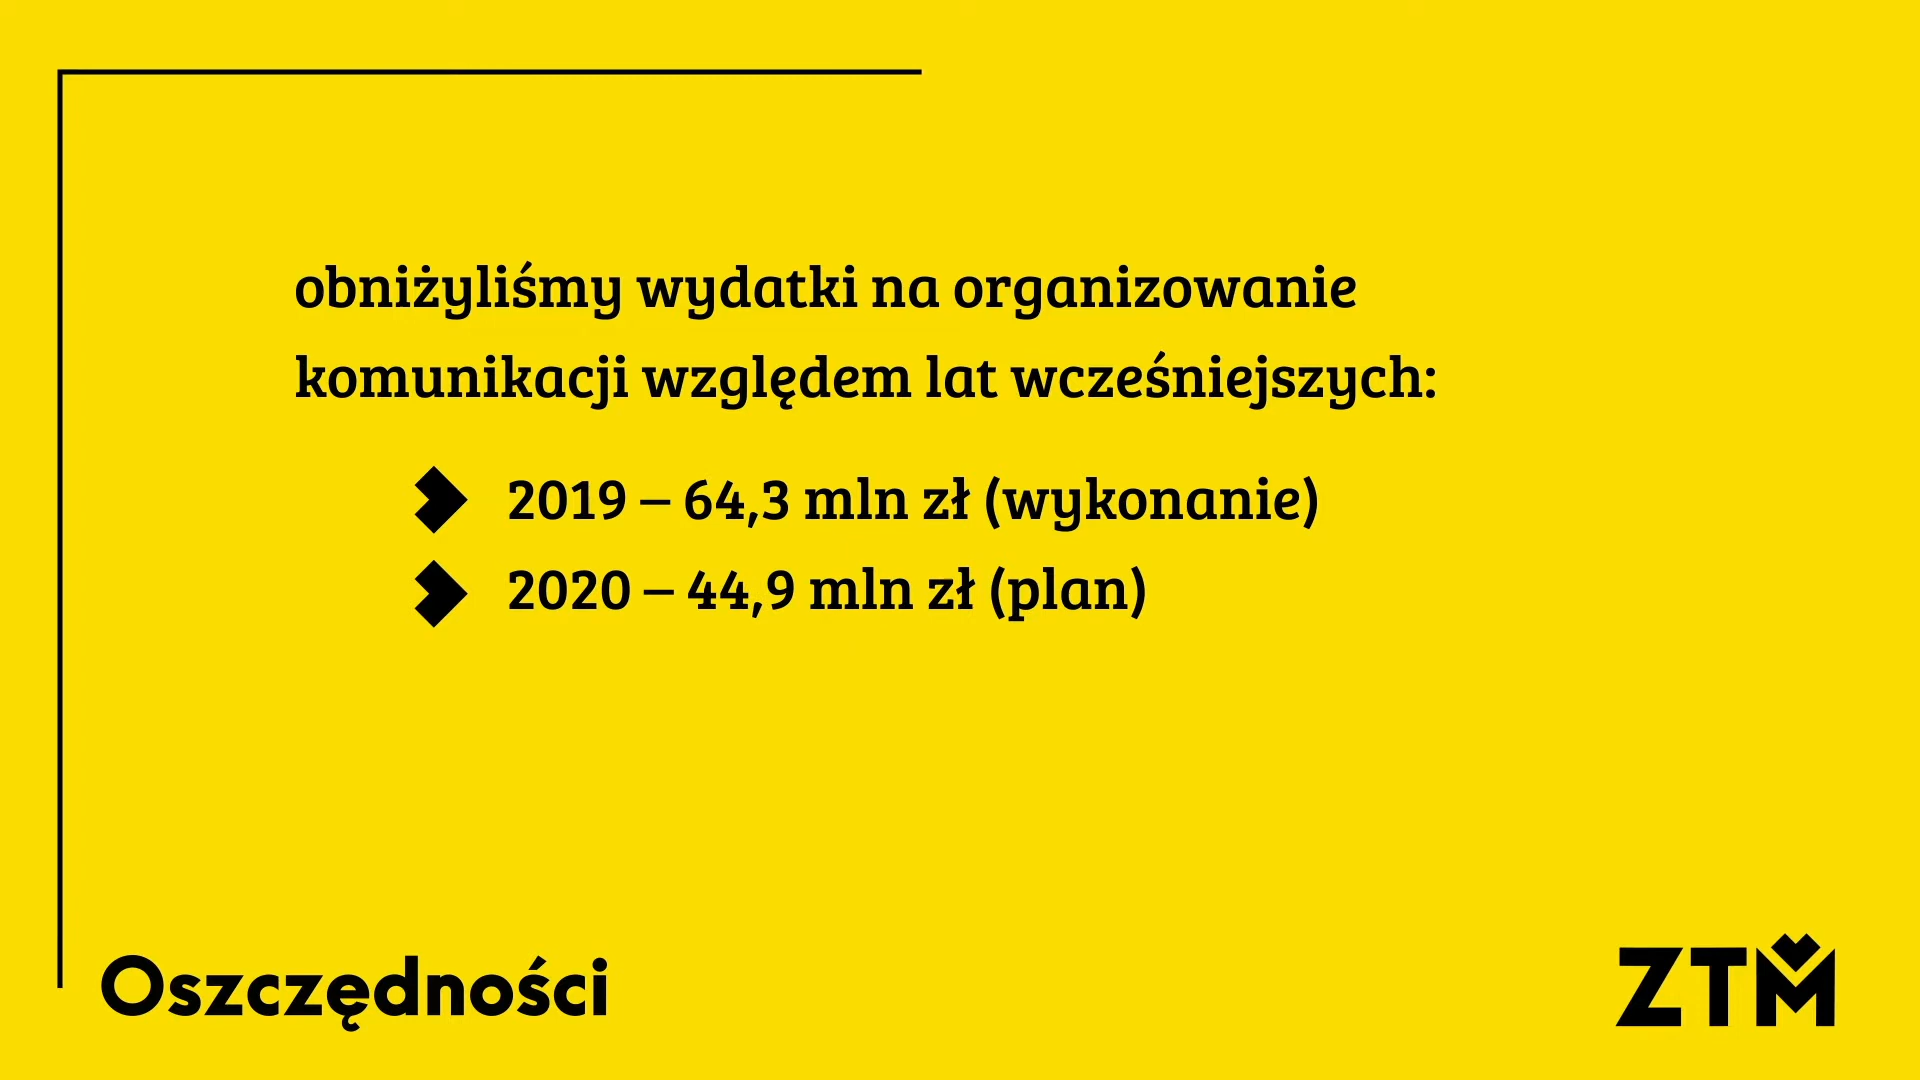 obniżyliśmy wydatki na organizowanie
komunikacji względem lat wcześniejszych:
2019 – 64,3 mln zł (wykonanie)
2020 – 44,9 mln zł (plan)
Oszczędności
ZTM